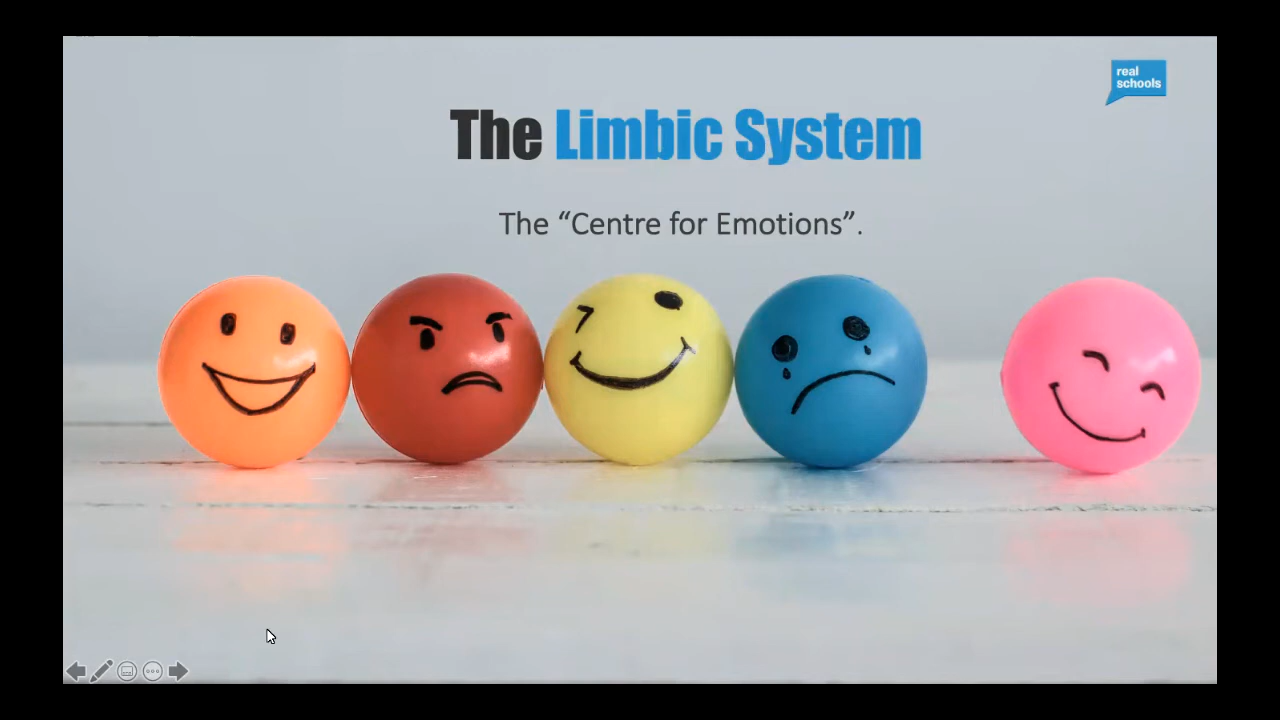 real
schools
The Limbic System
The “Centre for Emotions”.